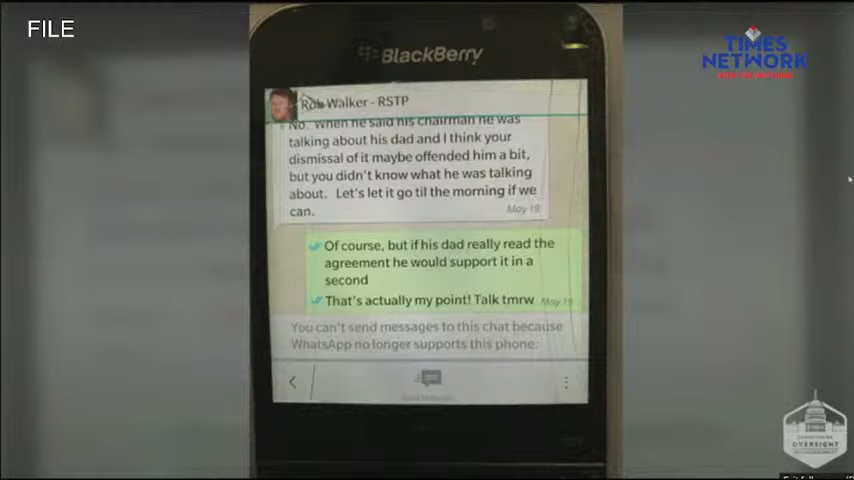 FILE
TIMES
NETWORK
BlackBerry
Rob Walker - RSTP
No. When he said his chairman he was
talking about his dad and I think your
dismissal of it maybe offended him a bit,
but you didn't know what he was talking
about. Let's let it go til the morning if we
can.
May 19
Of course, but if his dad really read the
agreement he would support it in a
second
That's actually my point! Talk tmrw May 19
You can't send messages to this chat because
WhatsApp no longer supports this phone.
OVERSIGHT